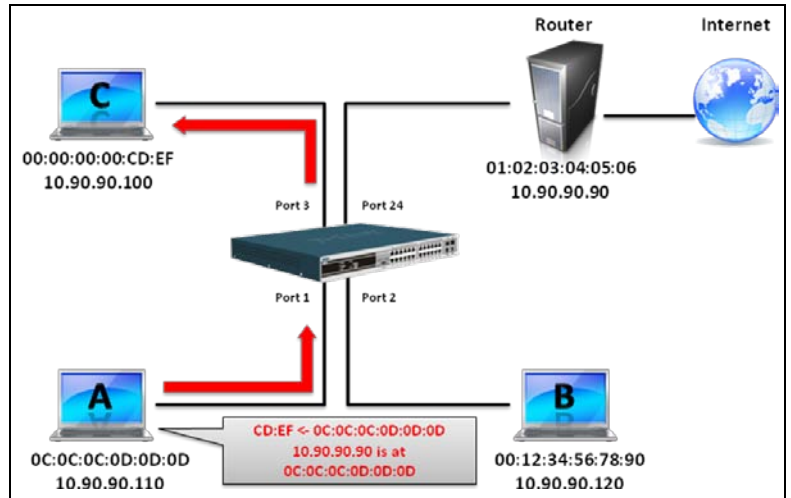 Router
Internet
C
00:00:00:00:CD:EF
10.90.90.100
01:02:03:04:05:06
10.90.90.90
Port 3
Port 24
Port 1
Port 2
A
B
CD:EF <- 0C:0C:0C:0D:0D:0D
10.90.90.90 is at
0C:0C:0C:0D:0D:0D
0C:0C:0C:0D:0D:0D
10.90.90.110
00:12:34:56:78:90
10.90.90.120